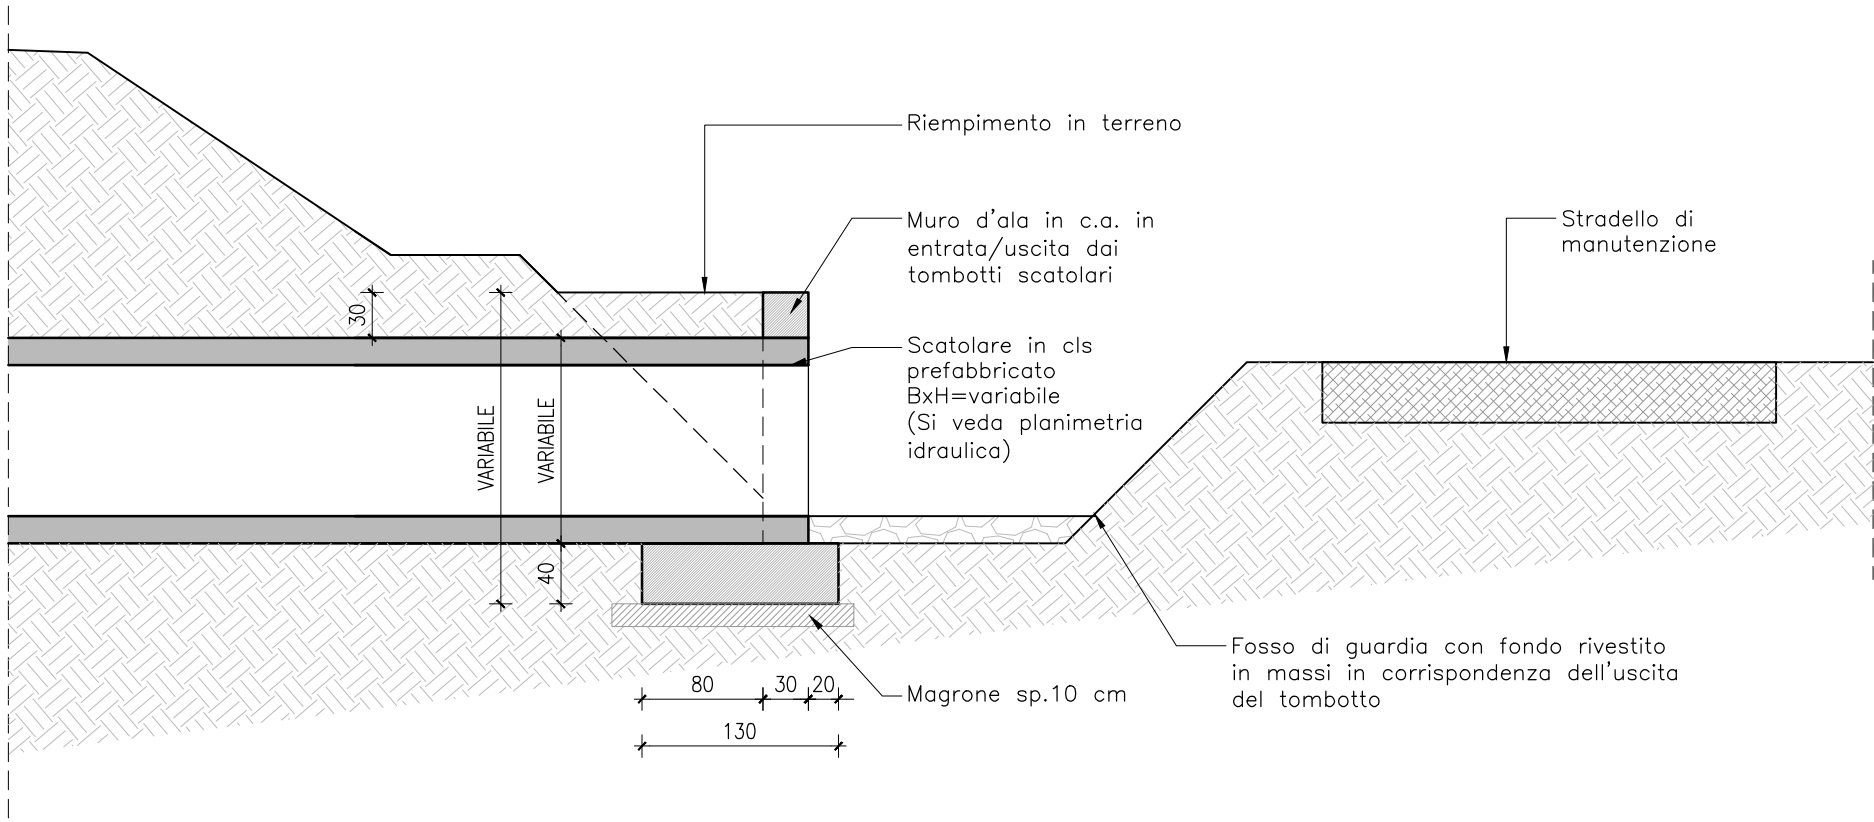 Riempimento in terreno
Muro d'ala in c.a. in
entrata/uscita dai
tombotti scatolari
Stradello di
manutenzione
30
Scatolare in cls
prefabbricato
BxH=variabile
(Si veda planimetria
idraulica)
VARIABILE
VARIABILE
40
Fosso di guardia con fondo rivestito
in massi in corrispondenza dell'uscita
del tombotto
80
30
20
Magrone sp.10 cm
130